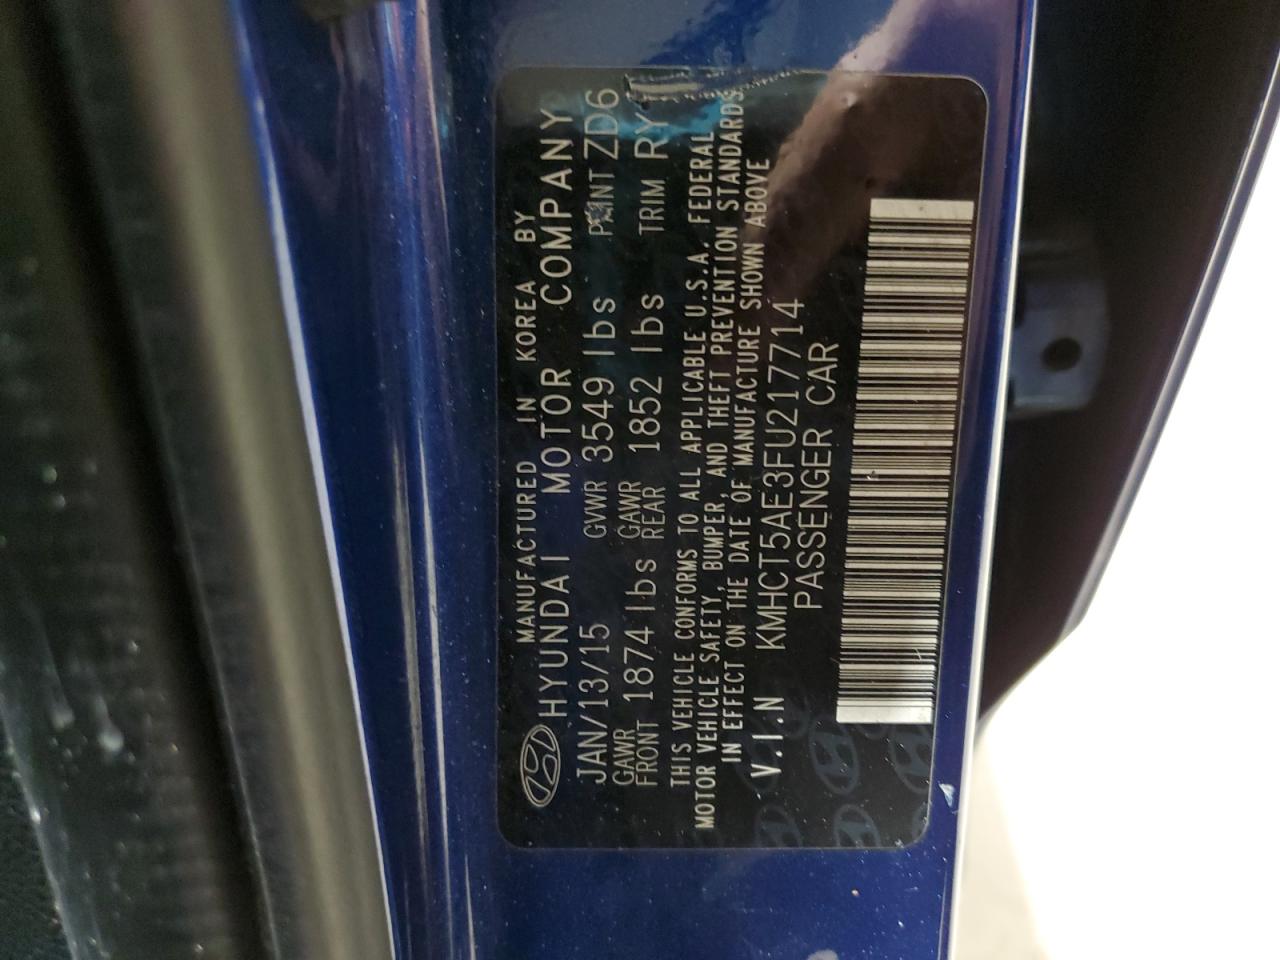 MANUFACTURED IN KOREA BY
HYUNDAI MOTOR COMPANY
JAN/13/15 GVWR 3549 lbs PAINT ZD6
GAWR FRONT 1874 lbs GAWR REAR 1852 lbs TRIM RY
THIS VEHICLE CONFORMS TO ALL APPLICABLE U.S.A. FEDERAL
MOTOR VEHICLE SAFETY, BUMPER, AND THEFT PREVENTION STANDARDS
IN EFFECT ON THE DATE OF MANUFACTURE SHOWN ABOVE
V.I.N KMHCT5AE3FU217714
PASSENGER CAR